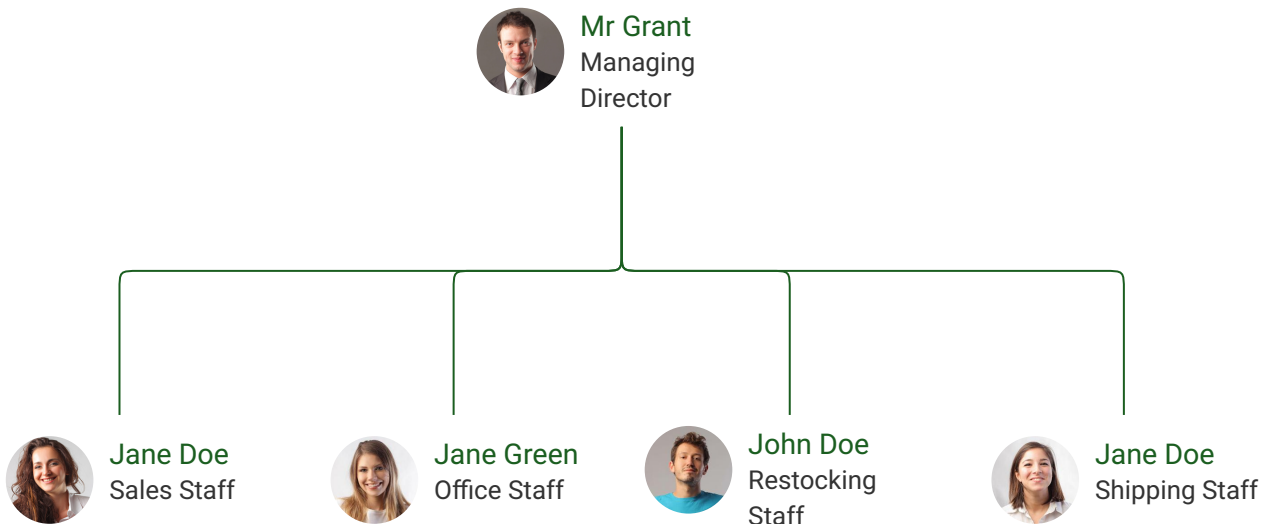 Mr Grant
Managing
Director
Jane Doe
Sales Staff
Jane Green
Office Staff
John Doe
Restocking
Staff
Jane Doe
Shipping Staff